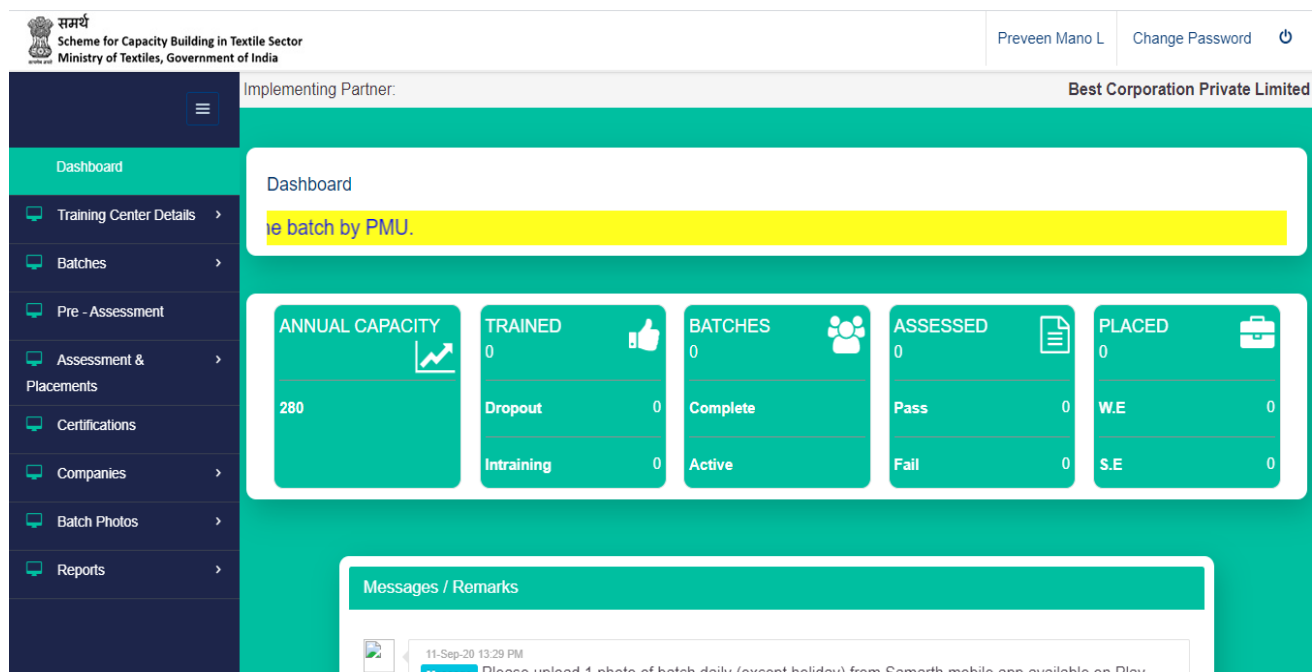 समर्थ
Scheme for Capacity Building in Textile Sector
Ministry of Textiles, Government of India
Preveen Mano L Change Password
Implementing Partner: Best Corporation Private Limited
Dashboard
Training Center Details
Batches
Pre - Assessment
Assessment &
Placements
Certifications
Companies
Batch Photos
Reports
Dashboard
batch by PMU.
ANNUAL CAPACITY
280
TRAINED
0
Dropout 0
Intraining 0
BATCHES
0
Complete
Active
ASSESSED
0
Pass 0
Fail 0
PLACED
0
W.E 0
S.E 0
Messages / Remarks
11-Sep-20 13:29 PM
Please upload 1 photo of batch daily (except holiday) from Samarth mobile app available on Play